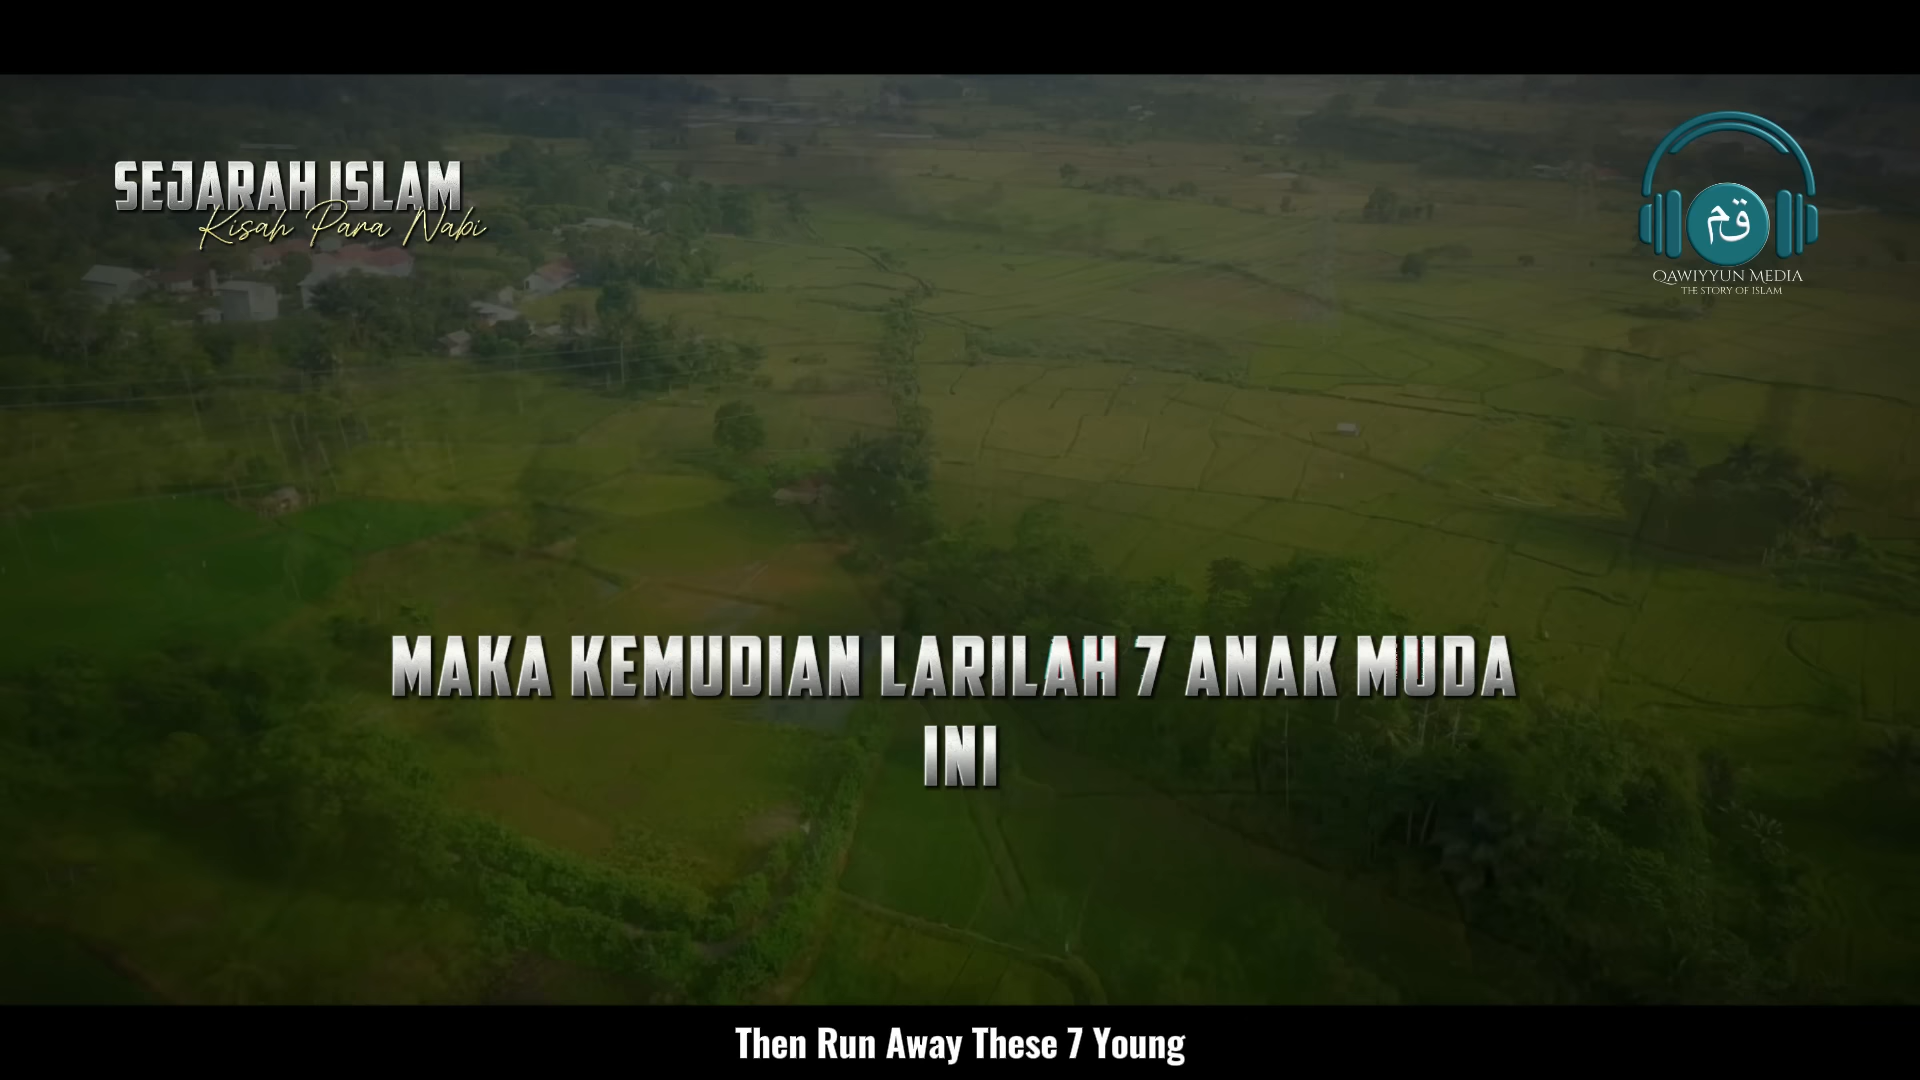 SEJARAH ISLAM
Kisah Para Nabi
قم
QAWIYYUN MEDIA
THE STORY OF ISLAM
MAKA KEMUDIAN LARILAH 7 ANAK MUDA
INI
Then Run Away These 7 Young